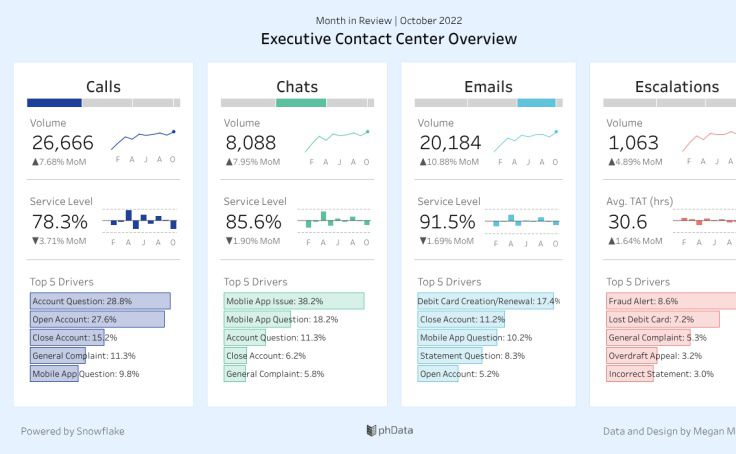 Month in Review | October 2022
Executive Contact Center Overview
Calls
Volume
26,666
▲7.68% MoM
F A J A O
Service Level
78.3%
▼3.71% MoM
F A J A O
Top 5 Drivers
Account Question: 28.8%
Open Account: 27.6%
Close Account: 15.2%
General Complaint: 11.3%
Mobile App Question: 9.8%
Chats
Volume
8,088
▲7.95% MoM
F A J A O
Service Level
85.6%
▼1.90% MoM
F A J A O
Top 5 Drivers
Moblie App Issue: 38.2%
Mobile App Question: 18.2%
Account Question: 11.3%
Close Account: 6.2%
General Complaint: 5.8%
Emails
Volume
20,184
▲10.88% MoM
F A J A O
Service Level
91.5%
▼1.69% MoM
F A J A O
Top 5 Drivers
Debit Card Creation/Renewal: 17.4%
Close Account: 11.2%
Mobile App Question: 10.2%
Statement Question: 8.3%
Open Account: 5.2%
Escalations
Volume
1,063
▲4.89% MoM
F A J A
Avg. TAT (hrs)
30.6
▲1.64% MoM
F A J A
Top 5 Drivers
Fraud Alert: 8.6%
Lost Debit Card: 7.2%
General Complaint: 5.3%
Overdraft Appeal: 3.2%
Incorrect Statement: 3.0%
Powered by Snowflake
phData
Data and Design by Megan M